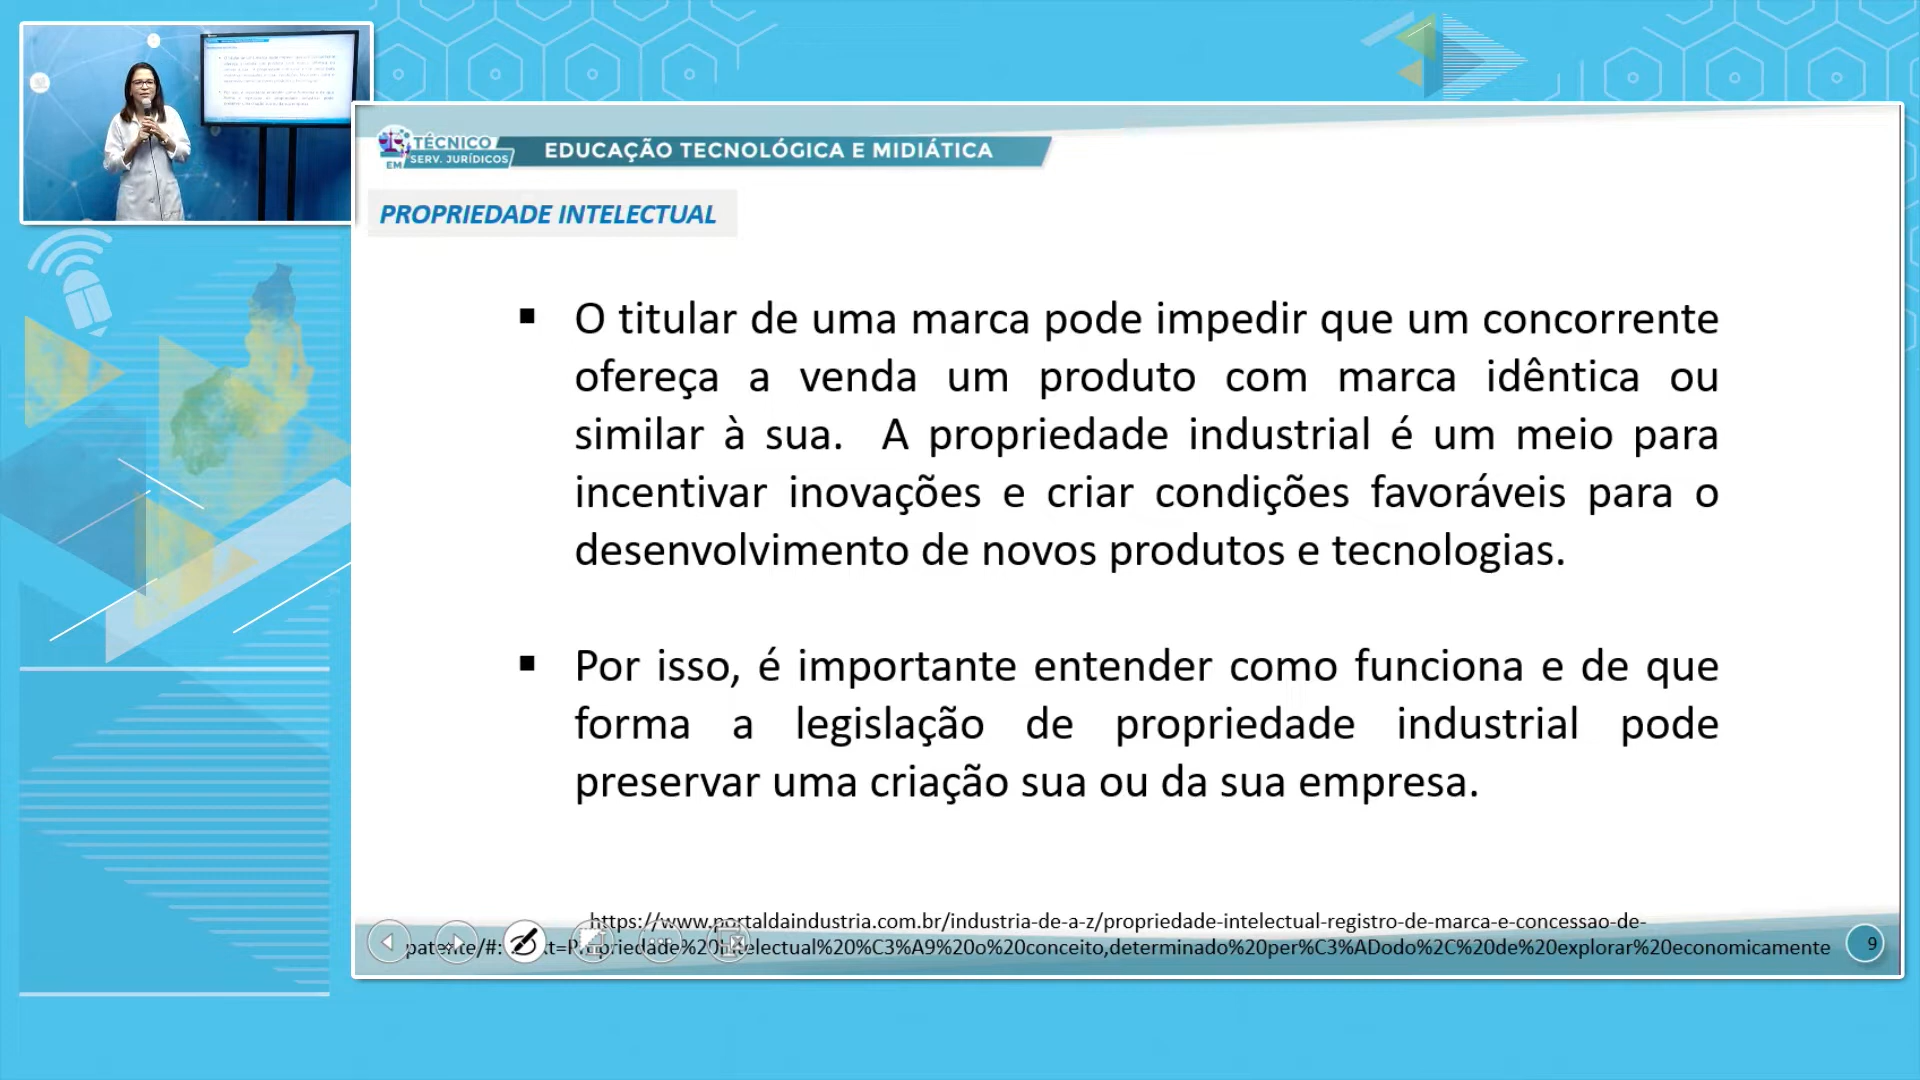 TÉCNICO
EM SERV. JURÍDICOS
EDUCAÇÃO TECNOLÓGICA E MIDIÁTICA
PROPRIEDADE INTELECTUAL
▪ O titular de uma marca pode impedir que um concorrente
ofereça a venda um produto com marca idêntica ou
similar à sua. A propriedade industrial é um meio para
incentivar inovações e criar condições favoráveis para o
desenvolvimento de novos produtos e tecnologias.
▪ Por isso, é importante entender como funciona e de que
forma a legislação de propriedade industrial pode
preservar uma criação sua ou da sua empresa.
https://www.portaldaindustria.com.br/industria-de-a-z/propriedade-intelectual-registro-de-marca-e-concessao-de-
patente/#: xt=Propriedade%20intelectual%20%C3%A9%20o%20conceito,determinado%20per%C3%ADodo%2C%20de%20explorar%20economicamente
9